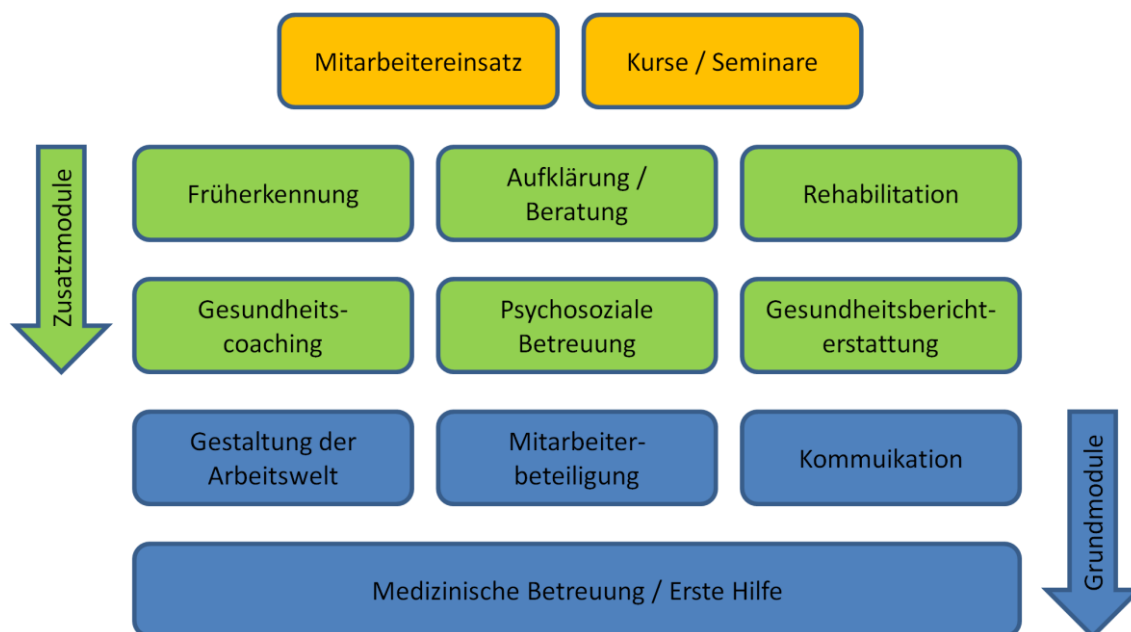 Mitarbeitereinsatz
Kurse / Seminare
Zusatzmodule
Früherkennung
Aufklärung /
Beratung
Rehabilitation
Gesundheits-
coaching
Psychosoziale
Betreuung
Gesundheitsbericht-
erstattung
Gestaltung der
Arbeitswelt
Mitarbeiter-
beteiligung
Kommuikation
Grundmodule
Medizinische Betreuung / Erste Hilfe